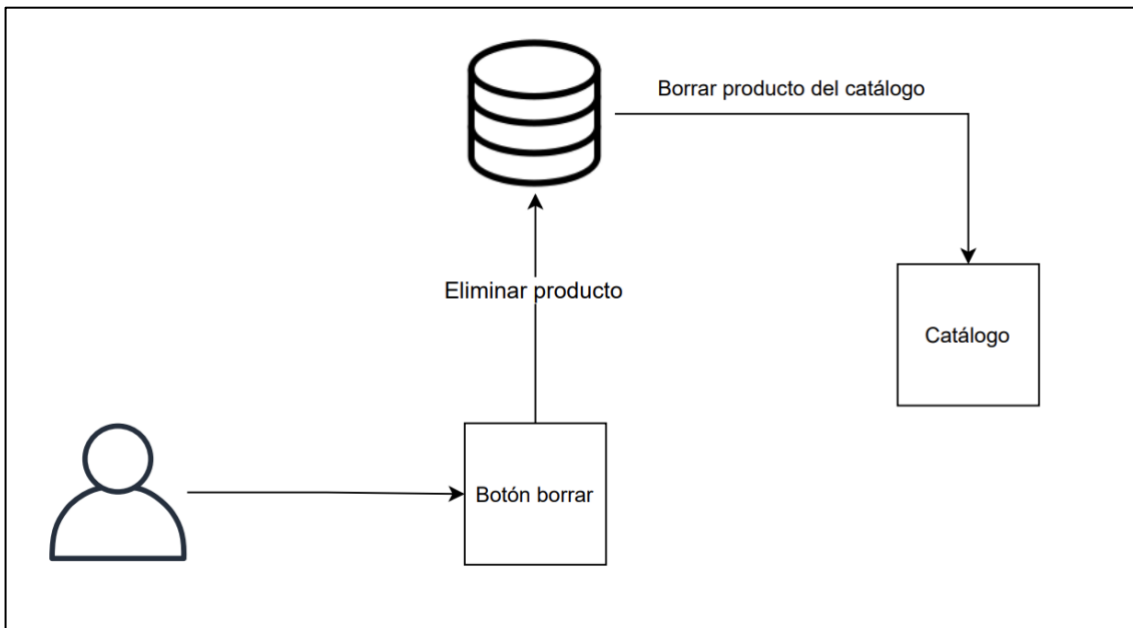 Borrar producto del catálogo
Eliminar producto
Catálogo
Botón borrar